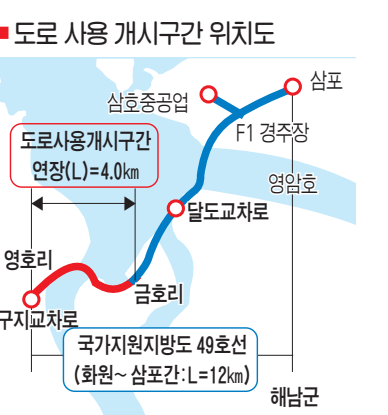 도로 사용 개시구간 위치도
삼포
삼호중공업
F1 경주장
도로사용개시구간
연장(L)=4.0㎞
영암호
달도교차로
영호리
금호리
구지교차로
국가지원지방도 49호선
(화원~삼포간:L=12㎞)
해남군